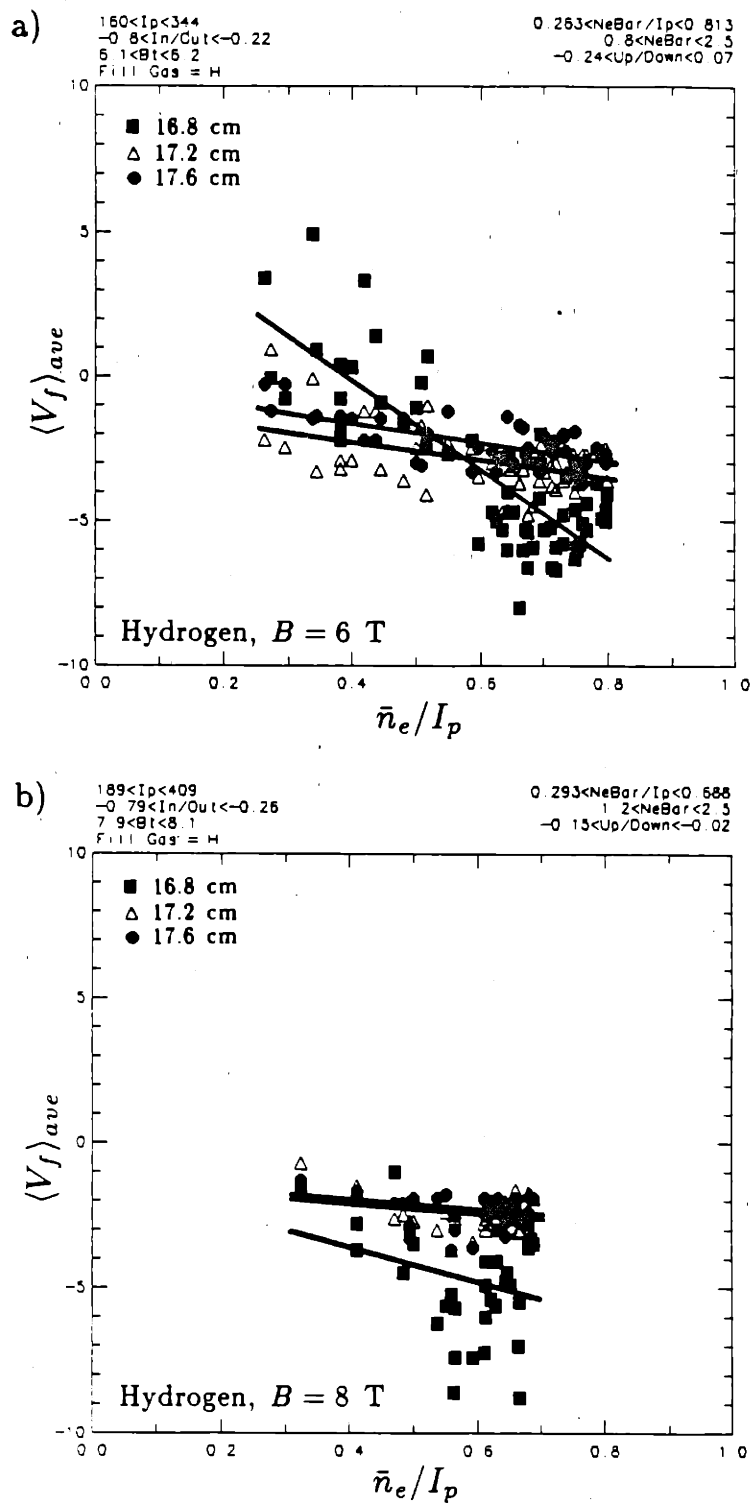 a)
160<Ip<344
-0 8<In/Out<-0.22
6 1<Bt<6.2
Fill Gas = H
0.263<NeBar/Ip<0 813
0.8<NeBar<2 5
-0.24<Up/Down<0.07
10
■ 16.8 cm
△ 17.2 cm
● 17.6 cm
5
⟨V_f⟩_ave
0
-5
Hydrogen, B = 6 T
-10
0 0
0.2
0.4
0.6
0.8
1 0
n̄_e/I_p
b)
189<Ip<409
-0 79<In/Out<-0.26
7 9<Bt<8.1
Fill Gas = H
0.293<NeBar/Ip<0 688
1 2<NeBar<2.5
-0 15<Up/Down<-0.02
10
■ 16.8 cm
△ 17.2 cm
● 17.6 cm
5
⟨V_f⟩_ave
0
-5
Hydrogen, B = 8 T
-10
0 0
0.2
0.4
0.6
0.8
1 0
n̄_e/I_p